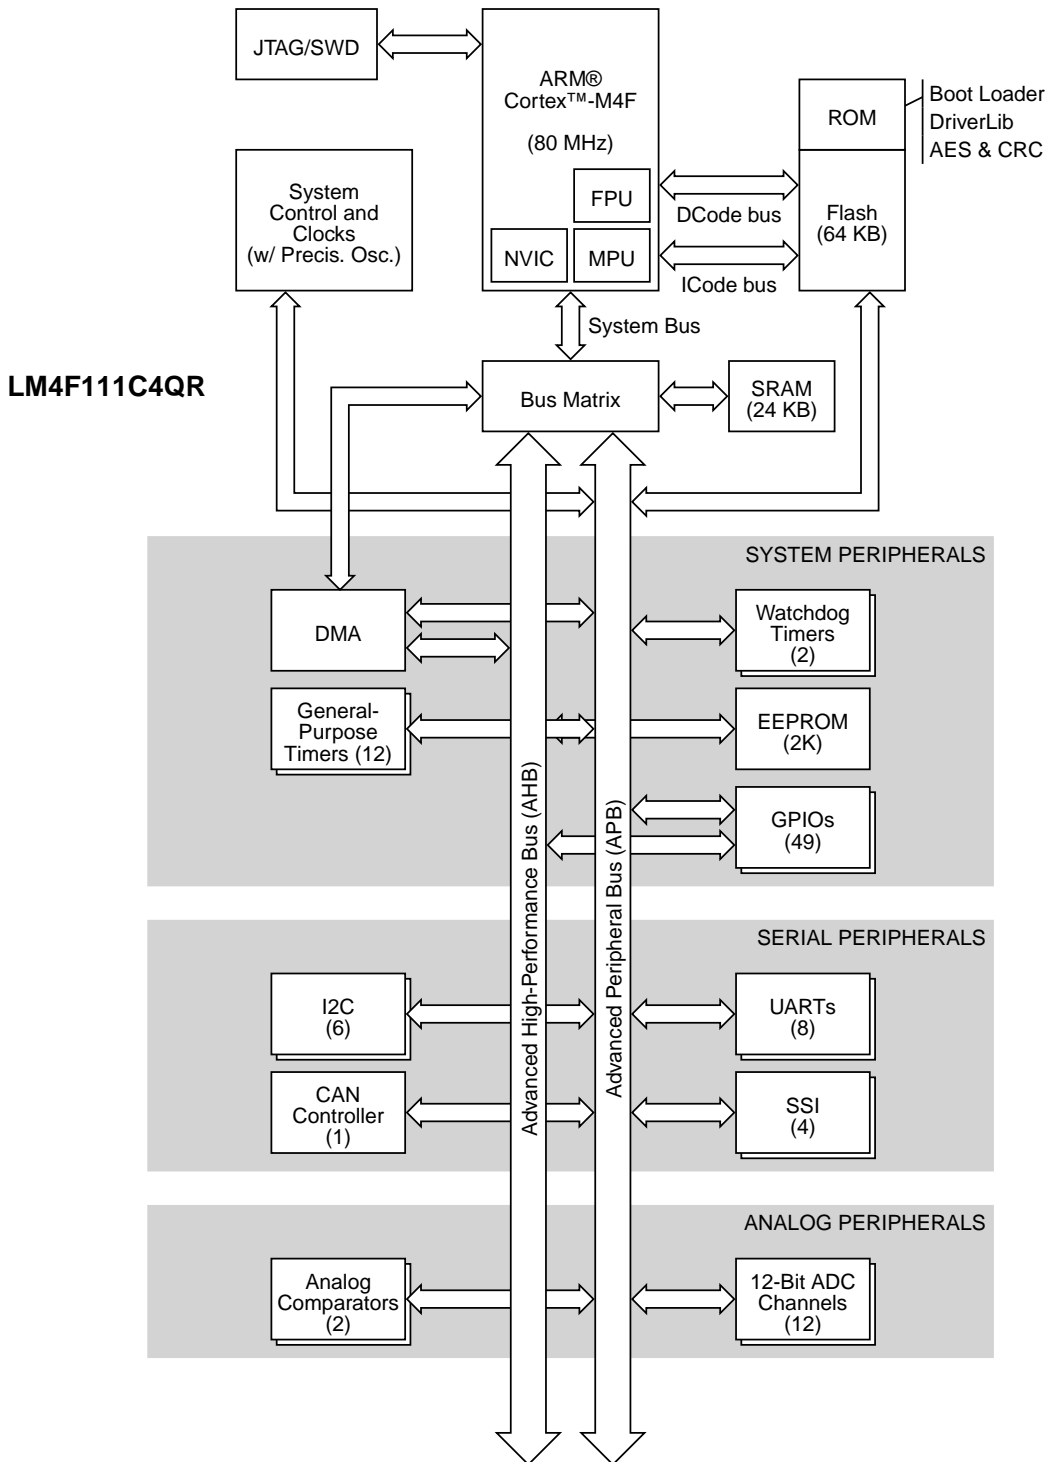 JTAG/SWD
ARM®
Cortex™-M4F
(80 MHz)
FPU
NVIC
MPU
ROM
Boot Loader
DriverLib
AES & CRC
System
Control and
Clocks
(w/ Precis. Osc.)
DCode bus
Flash
(64 KB)
ICode bus
System Bus
LM4F111C4QR
Bus Matrix
SRAM
(24 KB)
SYSTEM PERIPHERALS
DMA
Watchdog
Timers
(2)
General-
Purpose
Timers (12)
EEPROM
(2K)
GPIOs
(49)
Advanced High-Performance Bus (AHB)
Advanced Peripheral Bus (APB)
SERIAL PERIPHERALS
I2C
(6)
UARTs
(8)
CAN
Controller
(1)
SSI
(4)
ANALOG PERIPHERALS
Analog
Comparators
(2)
12-Bit ADC
Channels
(12)